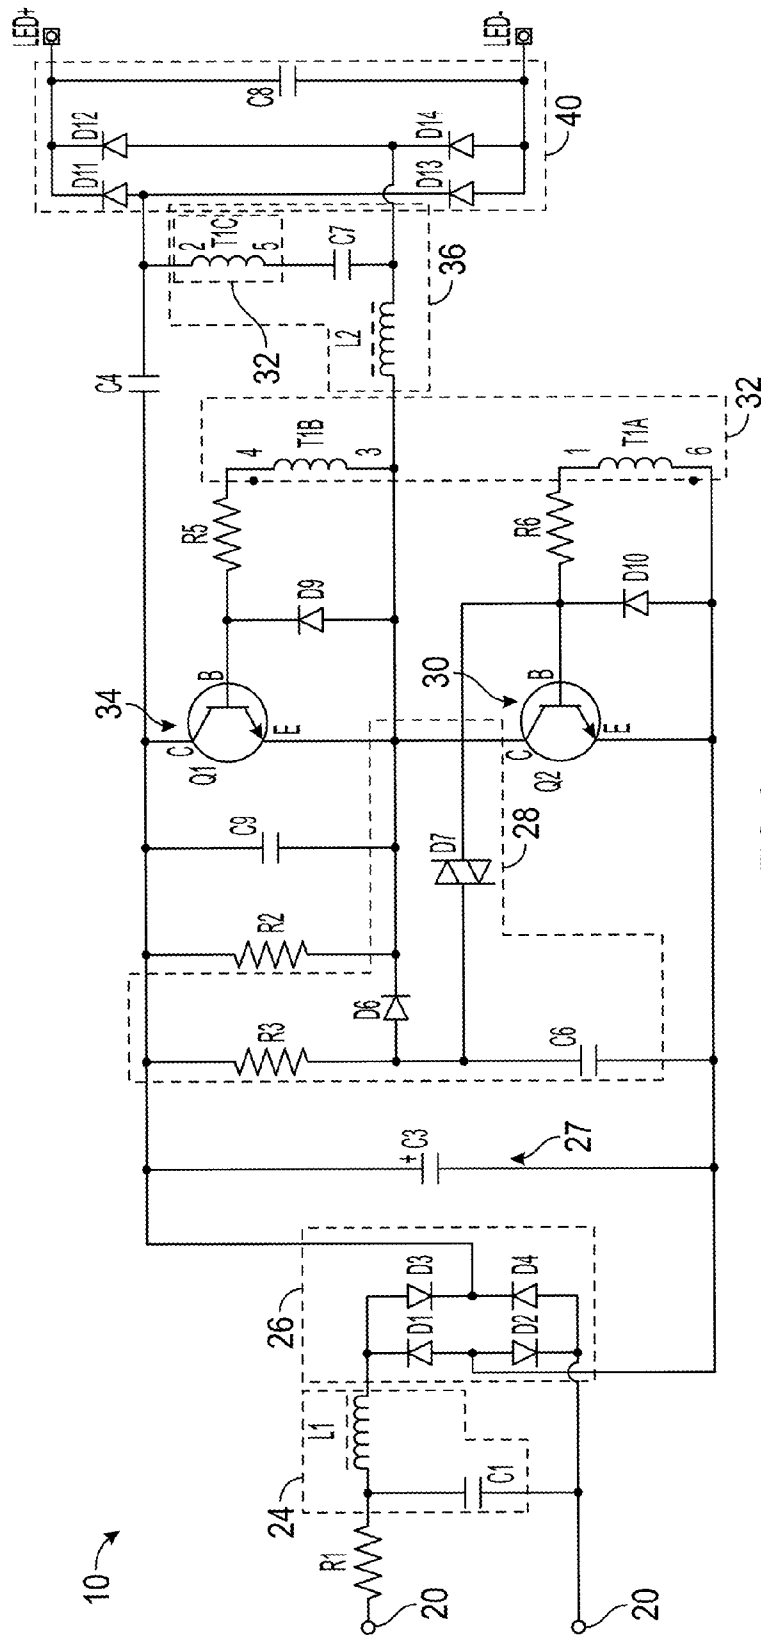 10
20
20
R1
24
L1
C1
26
D1
D3
D2
D4
27
+
C3
R3
D6
C6
R2
28
D7
C9
34
C
B
E
Q1
30
C
B
E
Q2
D9
D10
R5
R6
4
T1B
3
1
T1A
6
32
C4
L2
36
32
2
T1C
5
C7
D11
D12
D13
D14
40
C8
LED+
LED-